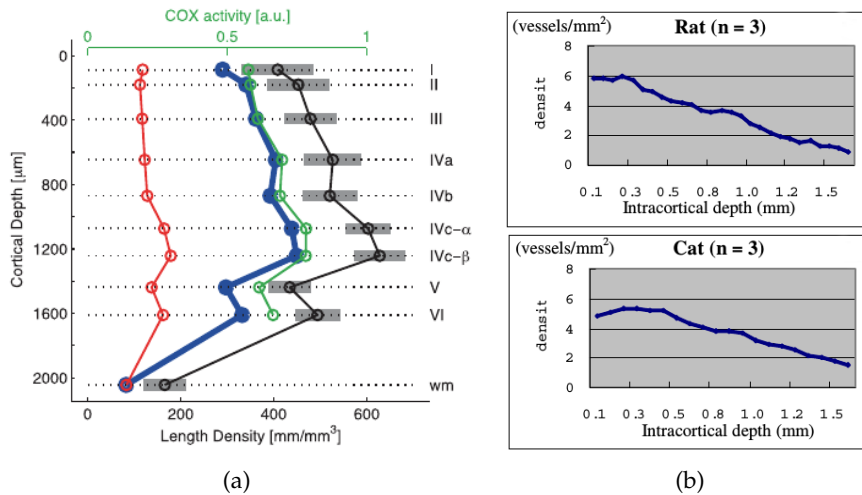 COX activity [a.u.]
0 0.5 1
0 I
II
400 III
IVa
800 IVb
IVc-α
1200 IVc-β
V
1600 VI
2000 wm
Cortical Depth [μm]
0 200 400 600
Length Density [mm/mm³]
(a)
(vessels/mm²) Rat (n = 3)
8
6
4
2
0
densit
0.1 0.3 0.5 0.8 1.0 1.2 1.5
Intracortical depth (mm)
(vessels/mm²) Cat (n = 3)
8
6
4
2
0
densit
0.1 0.3 0.5 0.8 1.0 1.2 1.5
Intracortical depth (mm)
(b)